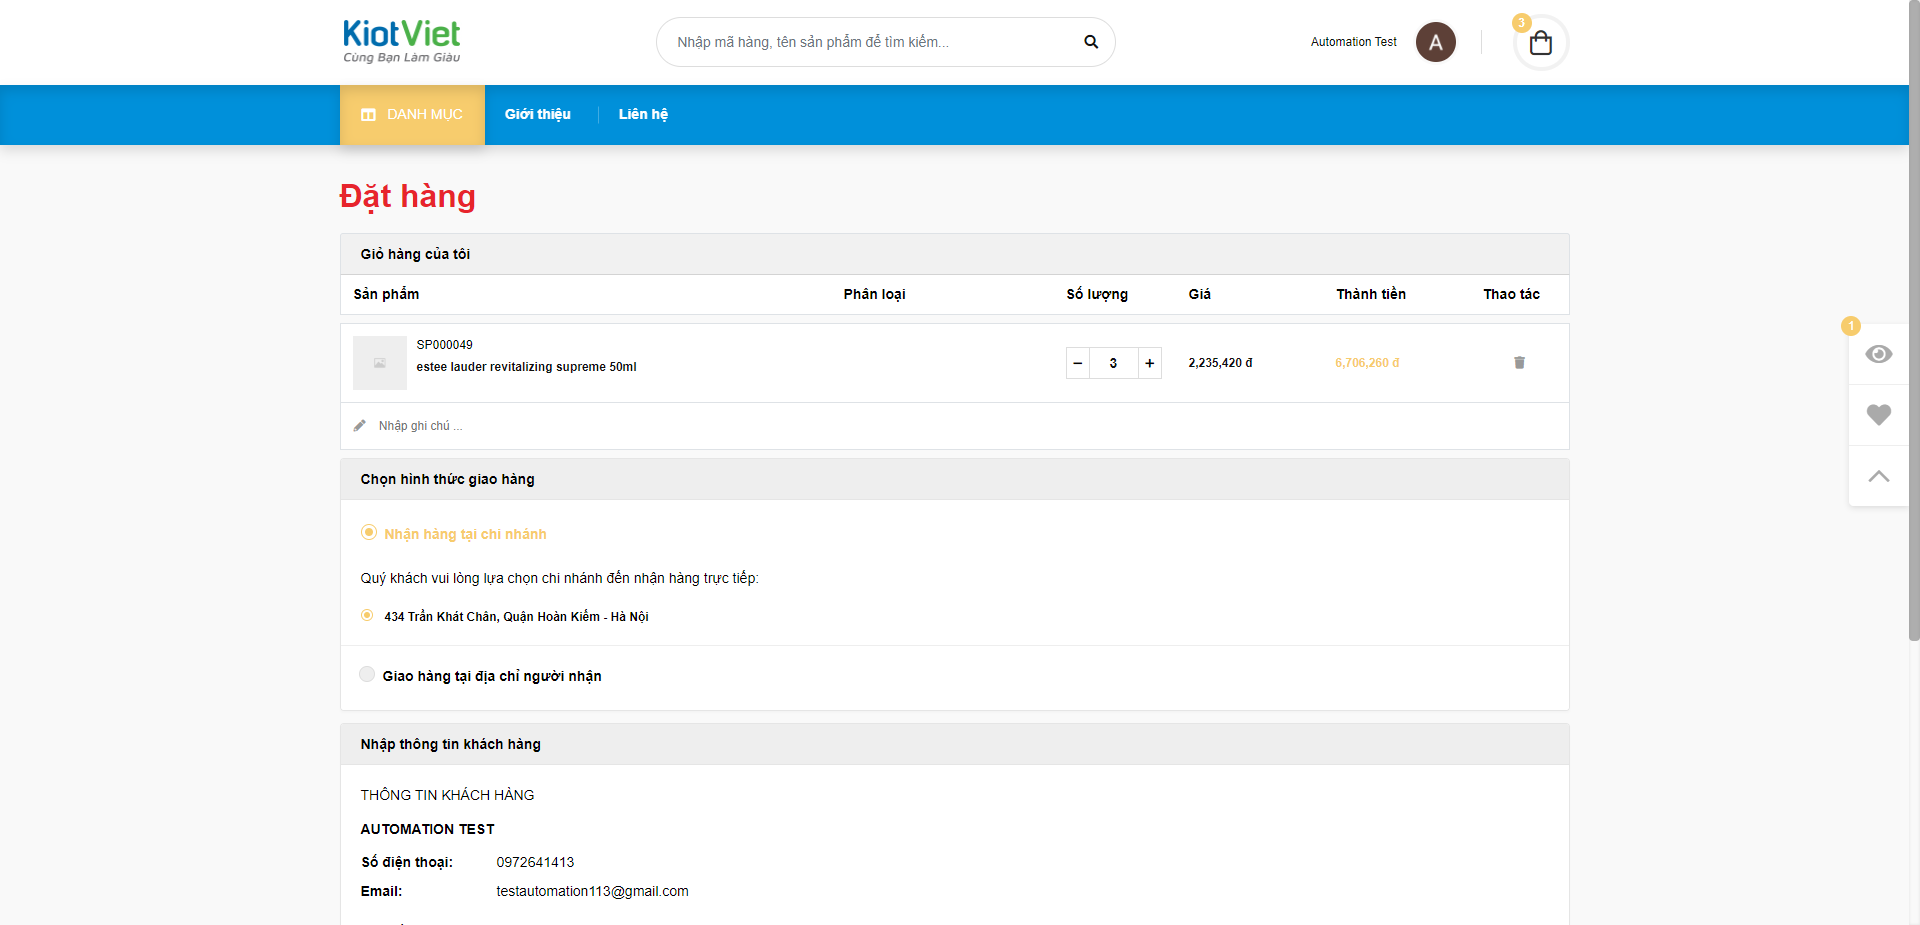 KiotViet
Cùng Bạn Làm Giàu
Nhập mã hàng, tên sản phẩm để tìm kiếm...
Automation Test
A
3
DANH MỤC
Giới thiệu
Liên hệ
Đặt hàng
Giỏ hàng của tôi
Sản phẩm Phân loại Số lượng Giá Thành tiền Thao tác
SP000049
estee lauder revitalizing supreme 50ml
− 3 + 2,235,420 đ 6,706,260 đ
1
Nhập ghi chú ...
Chọn hình thức giao hàng
Nhận hàng tại chi nhánh
Quý khách vui lòng lựa chọn chi nhánh đến nhận hàng trực tiếp:
434 Trần Khát Chân, Quận Hoàn Kiếm - Hà Nội
Giao hàng tại địa chỉ người nhận
Nhập thông tin khách hàng
THÔNG TIN KHÁCH HÀNG
AUTOMATION TEST
Số điện thoại: 0972641413
Email: testautomation113@gmail.com